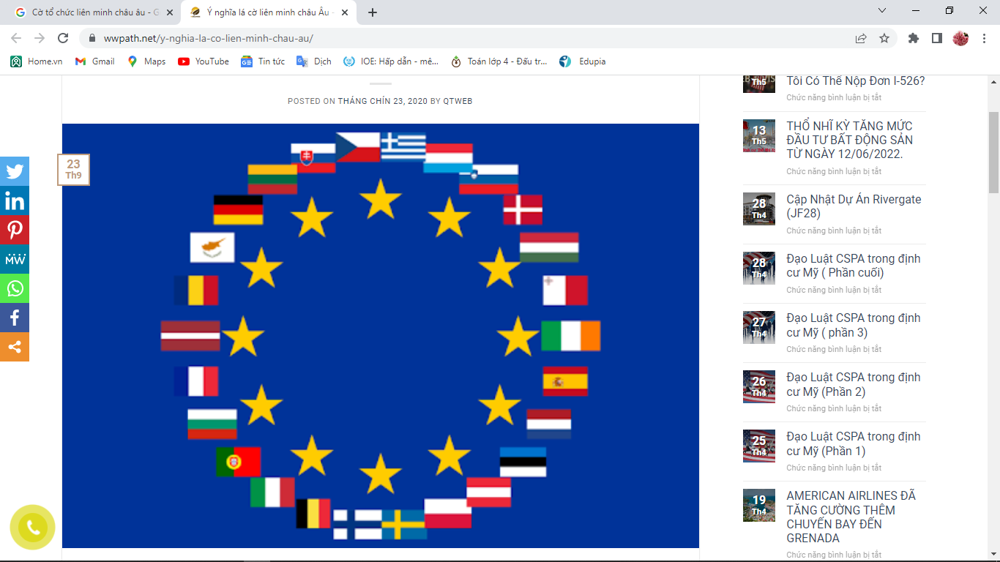 Cờ tổ chức liên minh châu âu - G
Ý nghĩa lá cờ liên minh châu Âu -
wwpath.net/y-nghia-la-co-lien-minh-chau-au/
Home.vn
Gmail
Maps
YouTube
Tin tức
Dịch
IOE: Hấp dẫn - mê...
Toán lớp 4 - Đấu tr...
Edupia
POSTED ON THÁNG CHÍN 23, 2020 BY QTWEB
23
Th9
in
MW
f
Th5
Tôi Có Thể Nộp Đơn I-526?
Chức năng bình luận bị tắt
13
Th5
THỔ NHĨ KỲ TĂNG MỨC
ĐẦU TƯ BẤT ĐỘNG SẢN
TỪ NGÀY 12/06/2022.
Chức năng bình luận bị tắt
28
Th4
Cập Nhật Dự Án Rivergate
(JF28)
Chức năng bình luận bị tắt
28
Th4
Đạo Luật CSPA trong định
cư Mỹ ( Phần cuối)
Chức năng bình luận bị tắt
27
Th4
Đạo Luật CSPA trong định
cư Mỹ ( phần 3)
Chức năng bình luận bị tắt
26
Th4
Đạo Luật CSPA trong định
cư Mỹ (Phần 2)
Chức năng bình luận bị tắt
25
Th4
Đạo Luật CSPA trong định
cư Mỹ (Phần 1)
Chức năng bình luận bị tắt
19
Th4
AMERICAN AIRLINES ĐÃ
TĂNG CƯỜNG THÊM
CHUYẾN BAY ĐẾN
GRENADA
Chức năng bình luận bị tắt